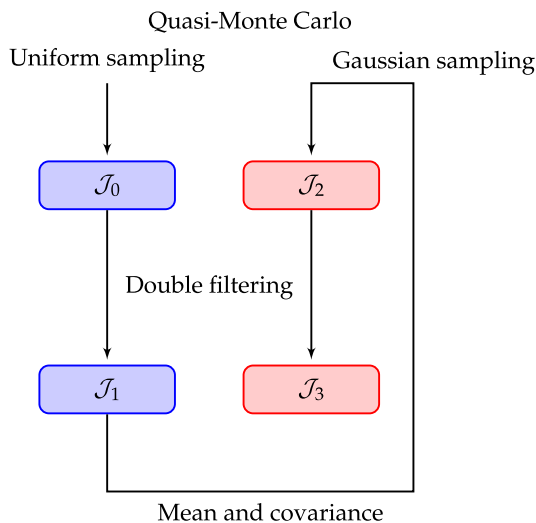 Quasi-Monte Carlo
Uniform sampling
Gaussian sampling
𝒥₀
𝒥₂
Double filtering
𝒥₁
𝒥₃
Mean and covariance